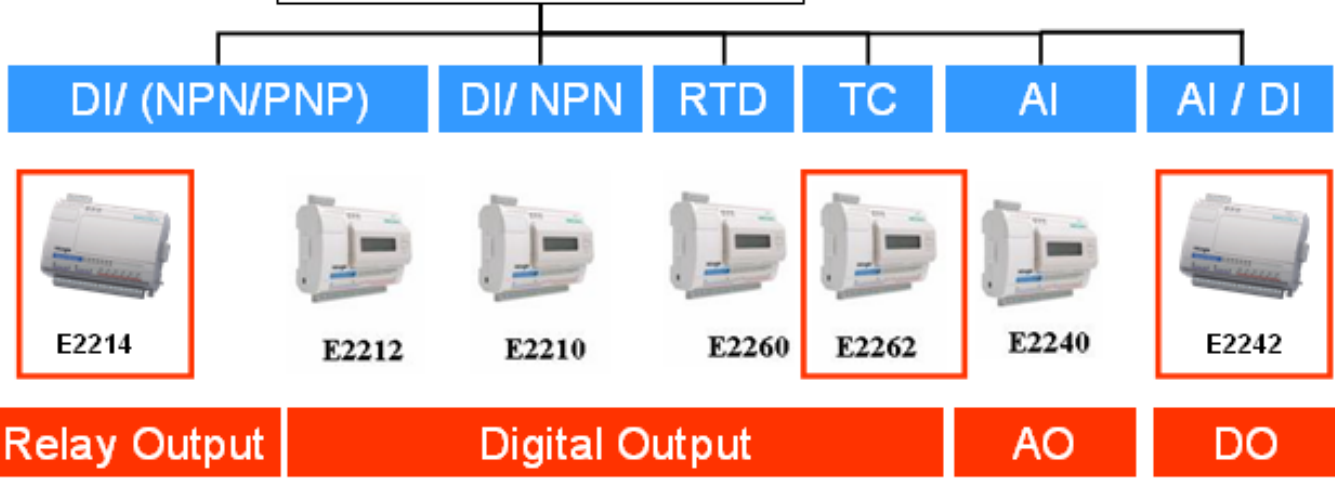 DI/ (NPN/PNP) DI/ NPN RTD TC AI AI / DI
E2214 E2212 E2210 E2260 E2262 E2240 E2242
Relay Output Digital Output AO DO